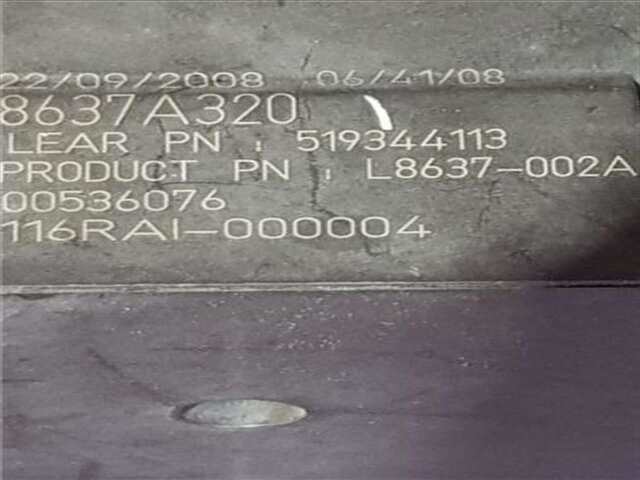 22/09/2008 06/41/08
8637A320
LEAR PN : 519344113
PRODUCT PN : L8637-002A
00536076
116RAI-000004